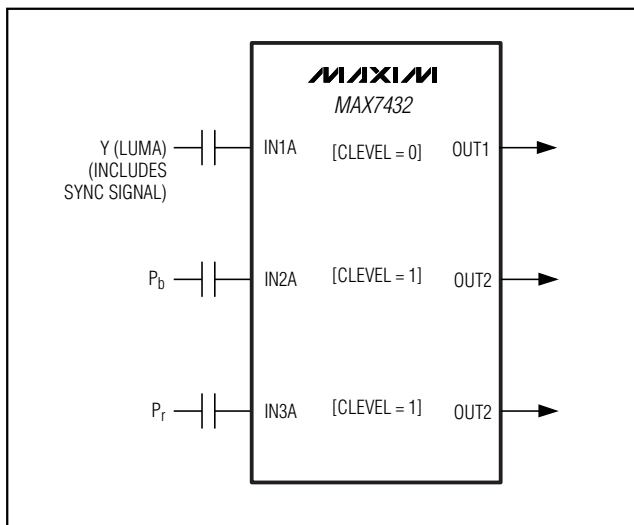 MAXIM
MAX7432
Y (LUMA)
(INCLUDES
SYNC SIGNAL)
IN1A
[CLEVEL = 0]
OUT1
Pb
IN2A
[CLEVEL = 1]
OUT2
Pr
IN3A
[CLEVEL = 1]
OUT2